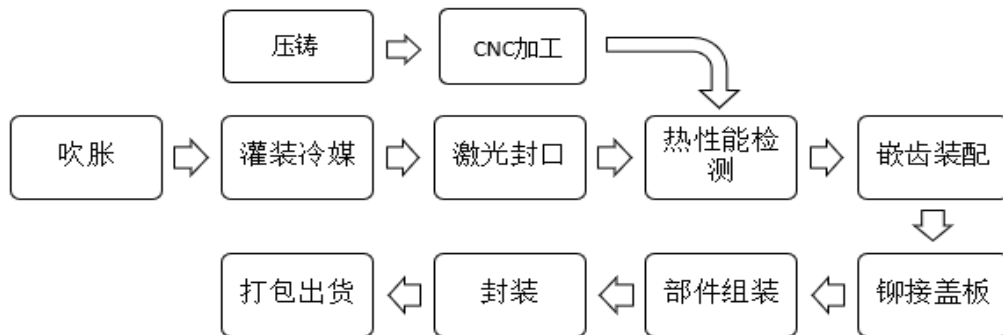 压铸
CNC加工
吹胀
灌装冷媒
激光封口
热性能检
测
嵌齿装配
打包出货
封装
部件组装
铆接盖板